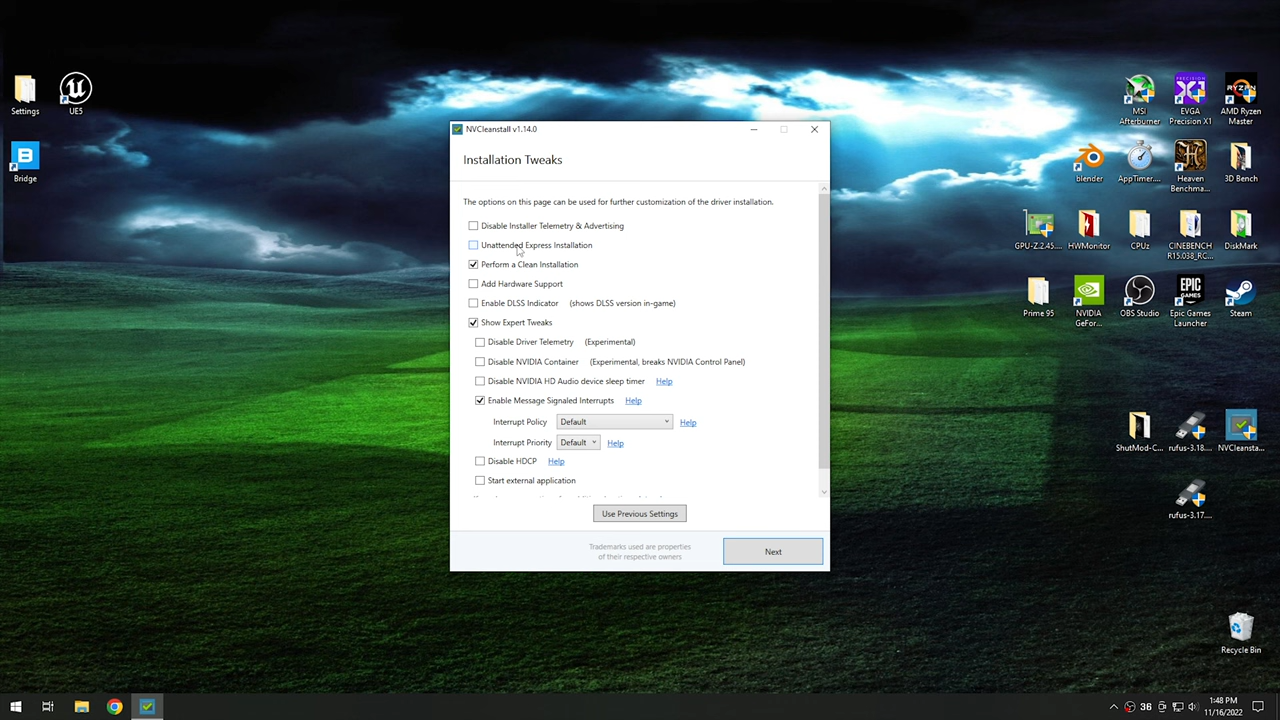 Settings
UE5
Bridge
NVCleanstall v1.14.0
Installation Tweaks
The options on this page can be used for further customization of the driver installation.
Disable Installer Telemetry & Advertising
Unattended Express Installation
Perform a Clean Installation
Add Hardware Support
Enable DLSS Indicator (shows DLSS version in-game)
Show Expert Tweaks
Disable Driver Telemetry (Experimental)
Disable NVIDIA Container (Experimental, breaks NVIDIA Control Panel)
Disable NVIDIA HD Audio device sleep timer Help
Enable Message Signaled Interrupts Help
Interrupt Policy Default Help
Interrupt Priority Default Help
Disable HDCP Help
Start external application
Use Previous Settings
Trademarks used are properties
of their respective owners
Next
PRECISION
X1
RYZEN
MASTER
MSI
Afterburner
EVGA
Precision X1
AMD Ryzen
Master
blender
AppTimer....
Heaven
Benchma...
3D Bench
GPU-Z.2.45....
HWMonitor
CPUz
CINEBENCH
R15.038_RC...
DiskMark
EPIC
GAMES
Prime 95
NVIDIA
GeFor...
OBS Studio
Epic Games
Launcher
Steam
ShutMod-C...
rufus-3.18....
NVCleansta...
rufus-3.17....
Recycle Bin
36
1:48 PM
11/16/2022